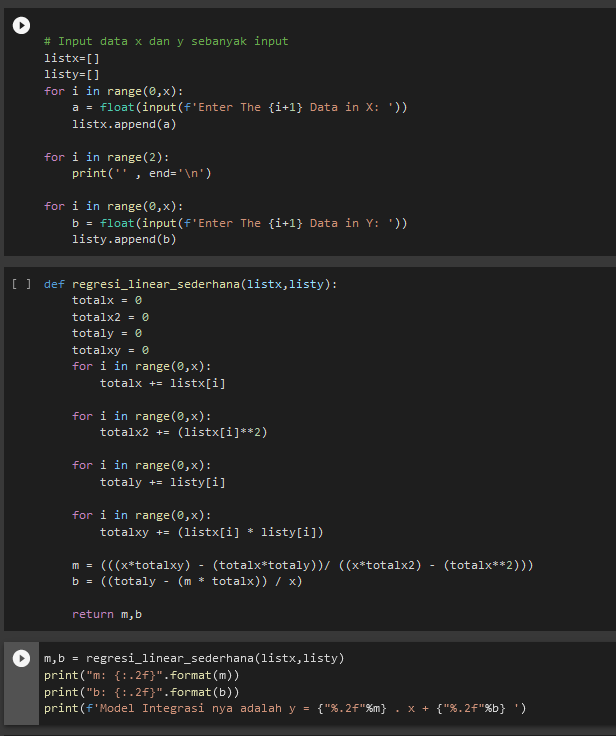 # Input data x dan y sebanyak input
listx=[]
listy=[]
for i in range(0,x):
    a = float(input(f'Enter The {i+1} Data in X: '))
    listx.append(a)

for i in range(2):
    print('' , end='\n')

for i in range(0,x):
    b = float(input(f'Enter The {i+1} Data in Y: '))
    listy.append(b)

[ ] def regresi_linear_sederhana(listx,listy):
    totalx = 0
    totalx2 = 0
    totaly = 0
    totalxy = 0
    for i in range(0,x):
        totalx += listx[i]

    for i in range(0,x):
        totalx2 += (listx[i]**2)

    for i in range(0,x):
        totaly += listy[i]

    for i in range(0,x):
        totalxy += (listx[i] * listy[i])

    m = (((x*totalxy) - (totalx*totaly))/ ((x*totalx2) - (totalx**2)))
    b = ((totaly - (m * totalx)) / x)

    return m,b

m,b = regresi_linear_sederhana(listx,listy)
print("m: {:.2f}".format(m))
print("b: {:.2f}".format(b))
print(f'Model Integrasi nya adalah y = {"%.2f"%m} . x + {"%.2f"%b} ')